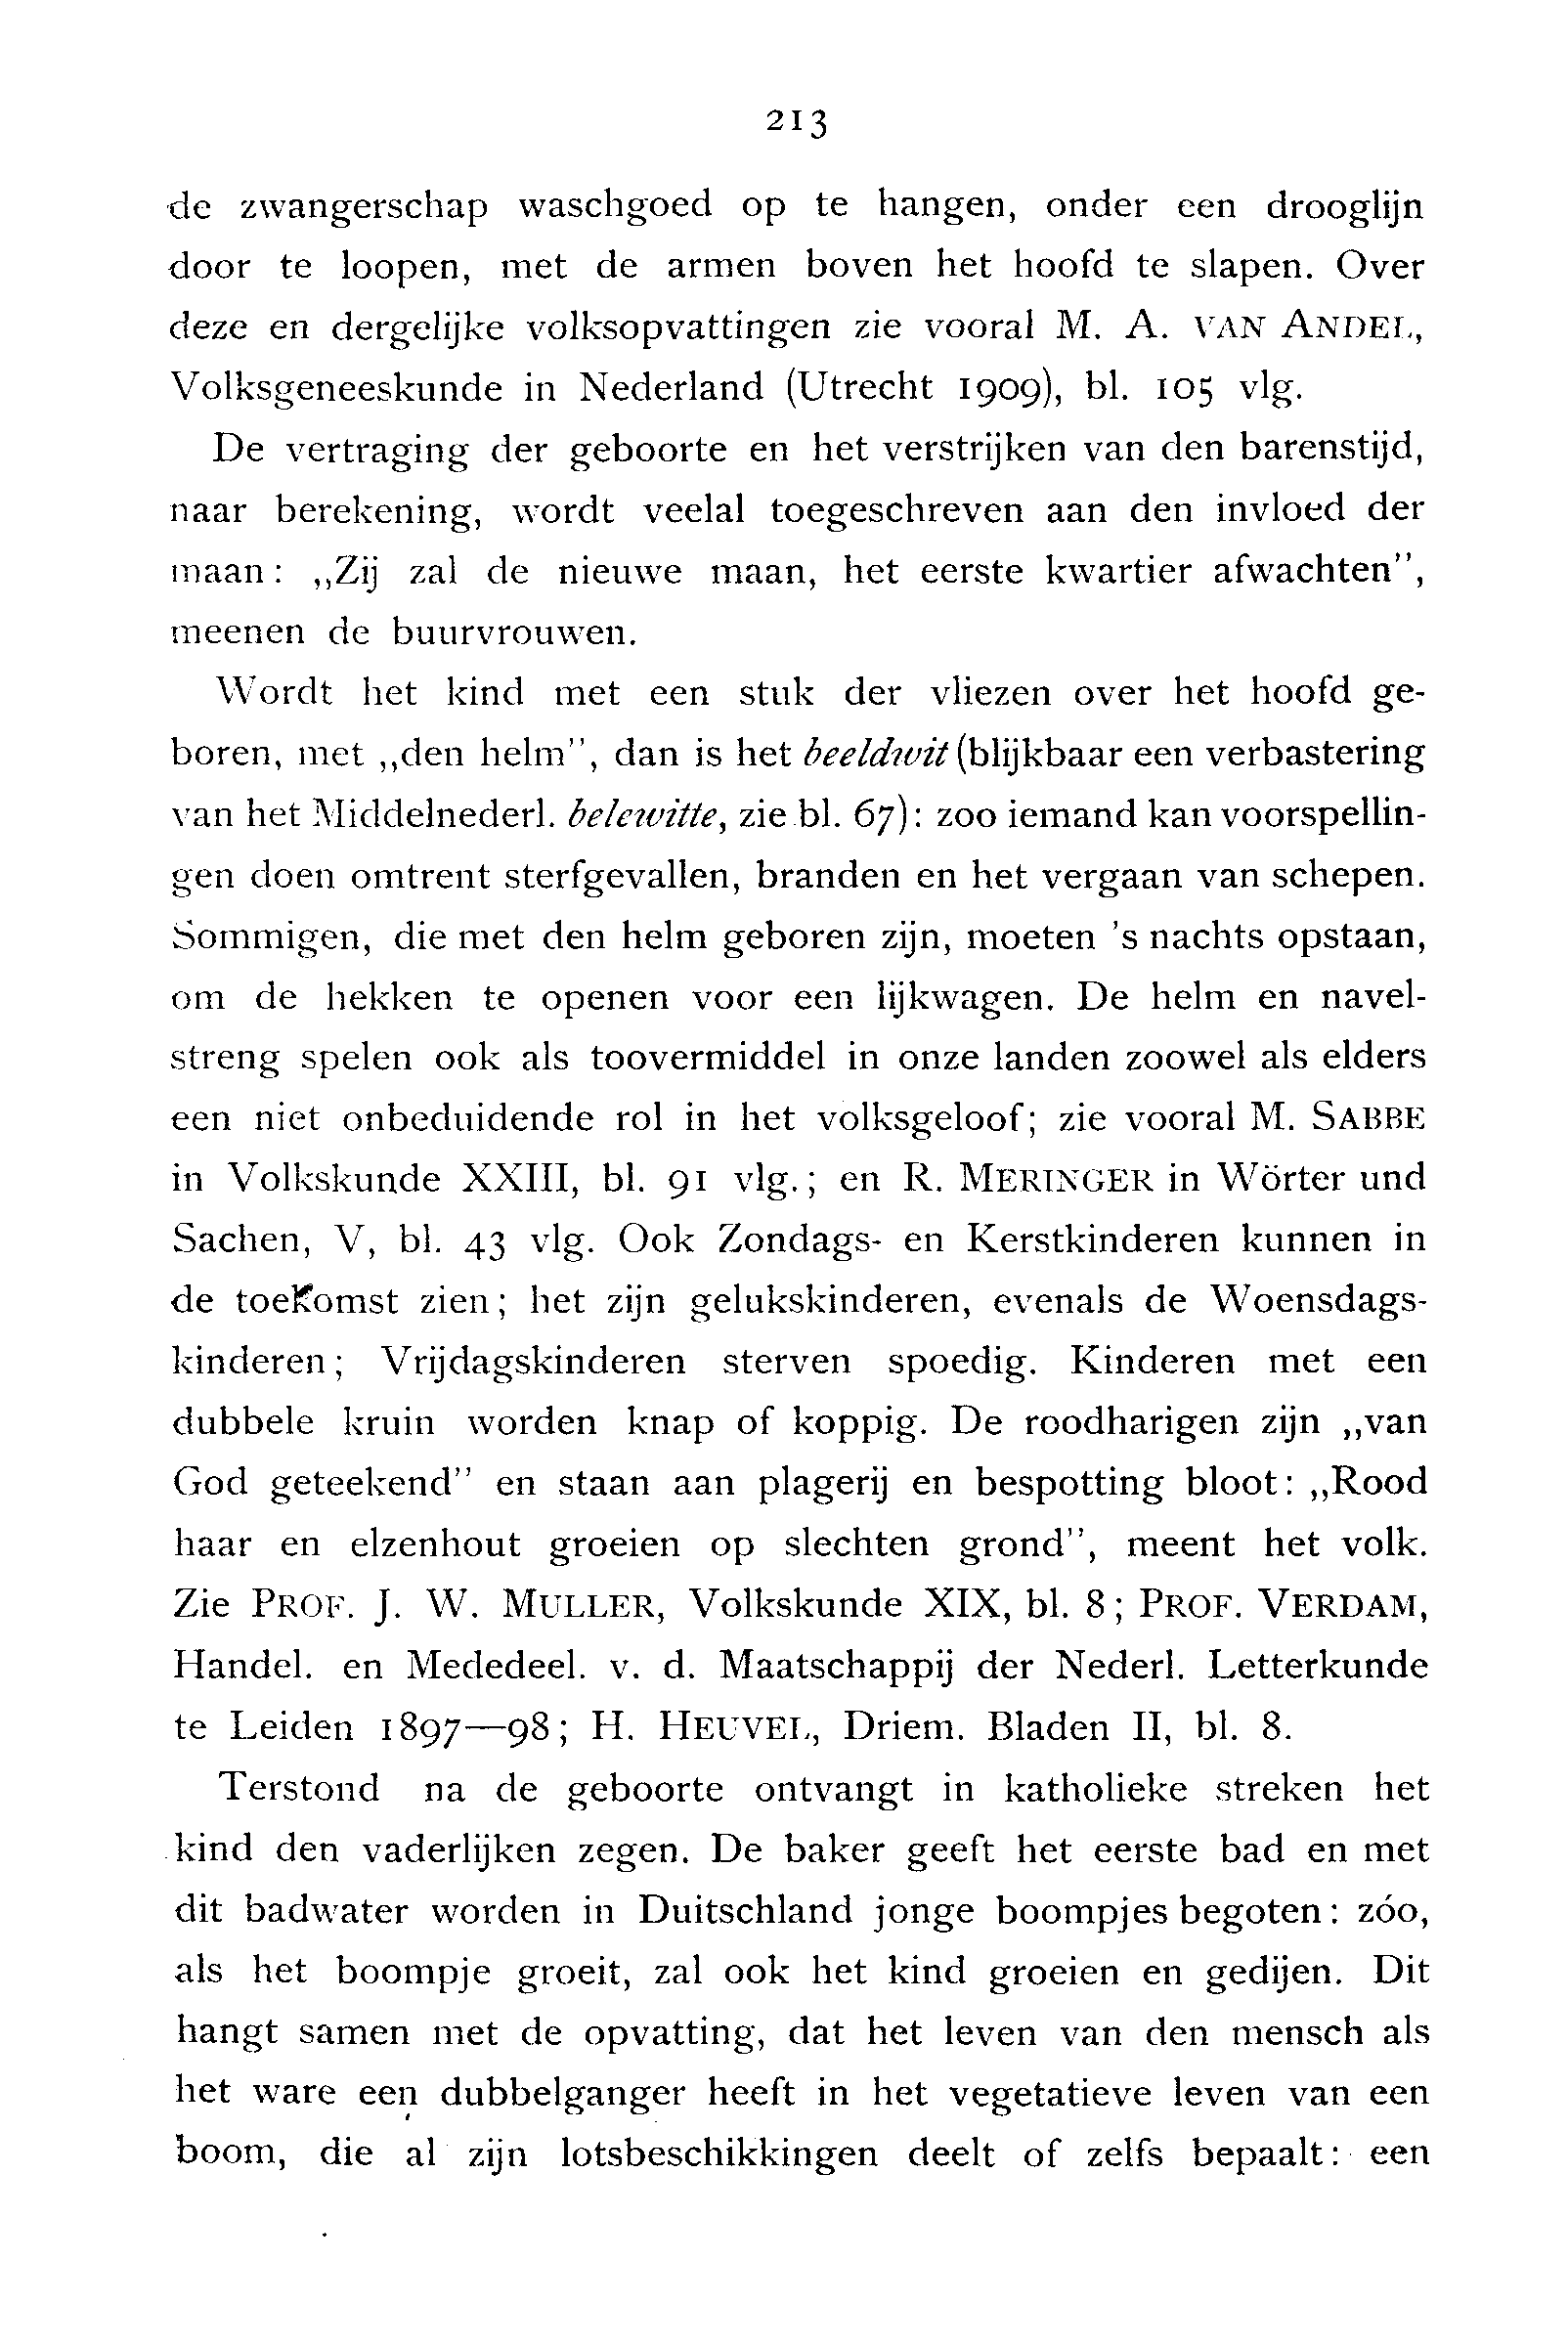 213
de zwangerschap waschgoed op te hangen, onder een drooglijn
door te loopen, met de armen boven het hoofd te slapen. Over
deze en dergelijke volksopvattingen zie vooral M. A. VAN ANDEL,
Volksgeneeskunde in Nederland (Utrecht 1909), bl. 105 vlg.
De vertraging der geboorte en het verstrijken van den barenstijd,
naar berekening, wordt veelal toegeschreven aan den invloed der
maan: „Zij zal de nieuwe maan, het eerste kwartier afwachten”,
meenen de buurvrouwen.
Wordt het kind met een stuk der vliezen over het hoofd ge-
boren, met „den helm”, dan is het beeldwit (blijkbaar een verbastering
van het Middelnederl. belewitte, zie bl. 67): zoo iemand kan voorspellin-
gen doen omtrent sterfgevallen, branden en het vergaan van schepen.
Sommigen, die met den helm geboren zijn, moeten 's nachts opstaan,
om de hekken te openen voor een lijkwagen. De helm en navel-
streng spelen ook als toovermiddel in onze landen zoowel als elders
een niet onbeduidende rol in het volksgeloof; zie vooral M. SABBE
in Volkskunde XXIII, bl. 91 vlg.; en R. MERINGER in Wörter und
Sachen, V, bl. 43 vlg. Ook Zondags- en Kerstkinderen kunnen in
de toekomst zien; het zijn gelukskinderen, evenals de Woensdags-
kinderen; Vrijdagskinderen sterven spoedig. Kinderen met een
dubbele kruin worden knap of koppig. De roodharigen zijn „van
God geteekend” en staan aan plagerij en bespotting bloot: „Rood
haar en elzenhout groeien op slechten grond”, meent het volk.
Zie PROF. J. W. MULLER, Volkskunde XIX, bl. 8; PROF. VERDAM,
Handel. en Mededeel. v. d. Maatschappij der Nederl. Letterkunde
te Leiden 1897—98; H. HEUVEL, Driem. Bladen II, bl. 8.
Terstond na de geboorte ontvangt in katholieke streken het
kind den vaderlijken zegen. De baker geeft het eerste bad en met
dit badwater worden in Duitschland jonge boompjes begoten: zóo,
als het boompje groeit, zal ook het kind groeien en gedijen. Dit
hangt samen met de opvatting, dat het leven van den mensch als
het ware een dubbelganger heeft in het vegetatieve leven van een
boom, die al zijn lotsbeschikkingen deelt of zelfs bepaalt: een